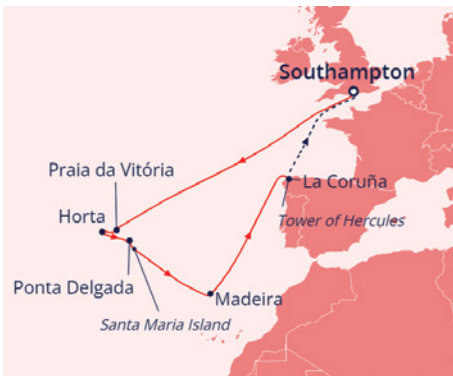 Southampton
Praia da Vitória
La Coruña
Horta
Tower of Hercules
Ponta Delgada
Madeira
Santa Maria Island